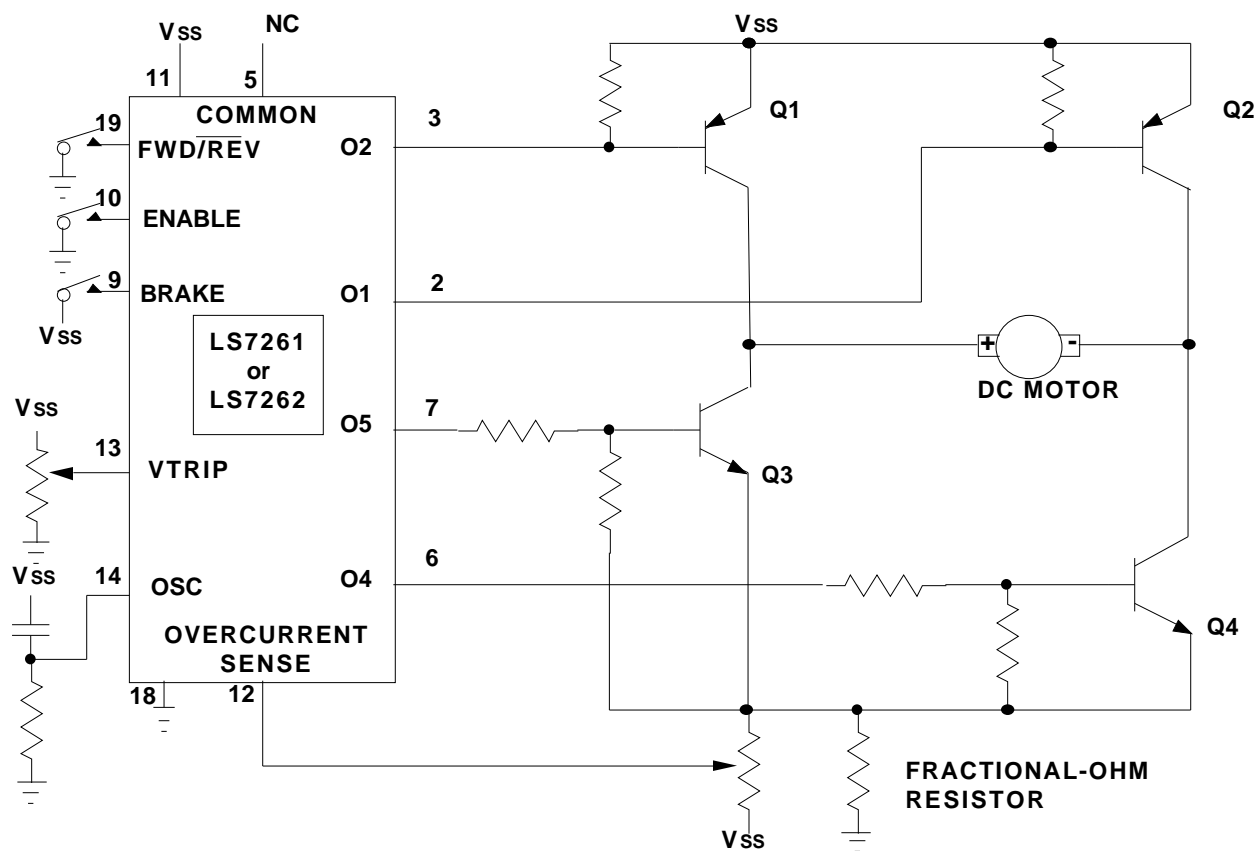 VSS
NC
VSS
11
5
COMMON
3
Q1
Q2
19
FWD/REV
O2
10
ENABLE
9
BRAKE
2
O1
VSS
LS7261
or
LS7262
+
-
DC MOTOR
VSS
7
O5
13
VTRIP
Q3
6
VSS
14
OSC
O4
OVERCURRENT
SENSE
Q4
18
12
FRACTIONAL-OHM
RESISTOR
VSS